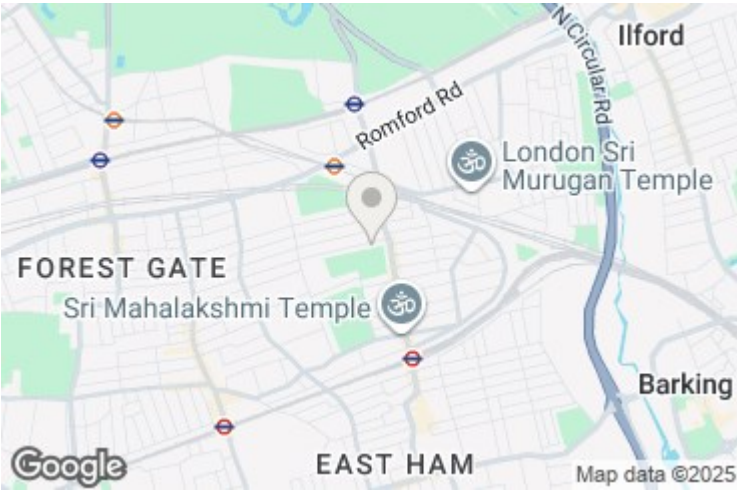 Ilford
N Circular Rd
Romford Rd
London Sri
Murugan Temple
FOREST GATE
Sri Mahalakshmi Temple
Barking
EAST HAM
Google
Map data ©2025